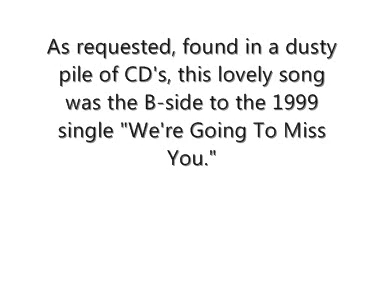 As requested, found in a dusty
pile of CD's, this lovely song
was the B-side to the 1999
single "We're Going To Miss
You."